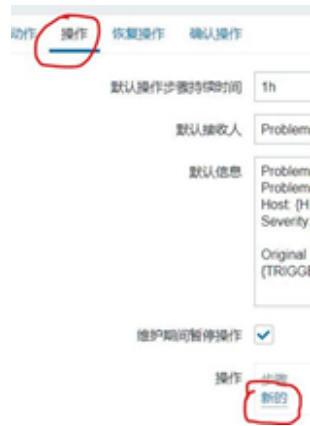 动作 操作 恢复操作 确认操作
默认操作步骤持续时间 1h
默认接收人 Problem
默认信息 Problem
Problem
Host: {H
Severity
Original
{TRIGGE
维护期间暂停操作
操作 步骤
新的